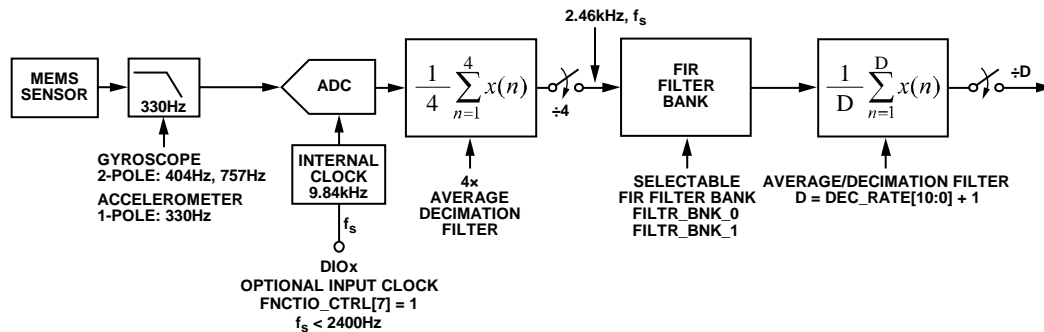 2.46kHz, fs
MEMS
SENSOR
330Hz
ADC
1/4 4∑n=1 x(n)
÷4
FIR
FILTER
BANK
1/D D∑n=1 x(n)
÷D
GYROSCOPE
2-POLE: 404Hz, 757Hz
ACCELEROMETER
1-POLE: 330Hz
INTERNAL
CLOCK
9.84kHz
fs
DIOx
OPTIONAL INPUT CLOCK
FNCTIO_CTRL[7] = 1
fs < 2400Hz
4×
AVERAGE
DECIMATION
FILTER
SELECTABLE
FIR FILTER BANK
FILTR_BNK_0
FILTR_BNK_1
AVERAGE/DECIMATION FILTER
D = DEC_RATE[10:0] + 1